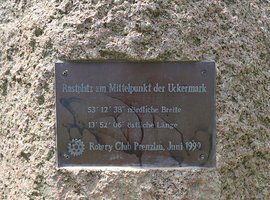 Rastplatz am Mittelpunkt der Uckermark
53° 12' 38" nördliche Breite
13° 52' 06" östliche Länge
Rotary Club Prenzlau, Juni 1999